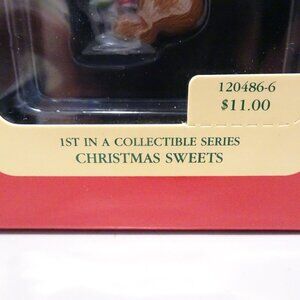 120486-6
$11.00
1ST IN A COLLECTIBLE SERIES
CHRISTMAS SWEETS